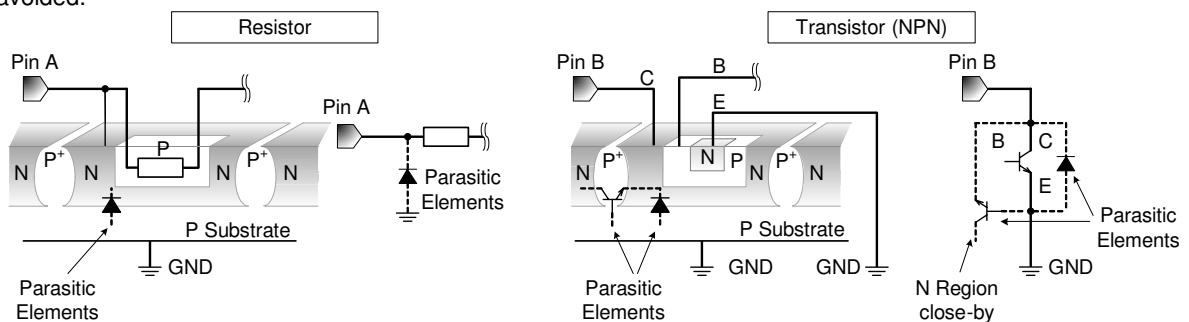 avoided.
Resistor
Transistor (NPN)
Pin A
Pin A
N
P+
N
P
N
P+
N
Parasitic
Elements
P Substrate
GND
Parasitic
Elements
Pin B
C
B
E
N
P+
N
N
P
N
P+
N
P Substrate
GND
GND
Parasitic
Elements
Pin B
B
C
E
Parasitic
Elements
GND
N Region
close-by